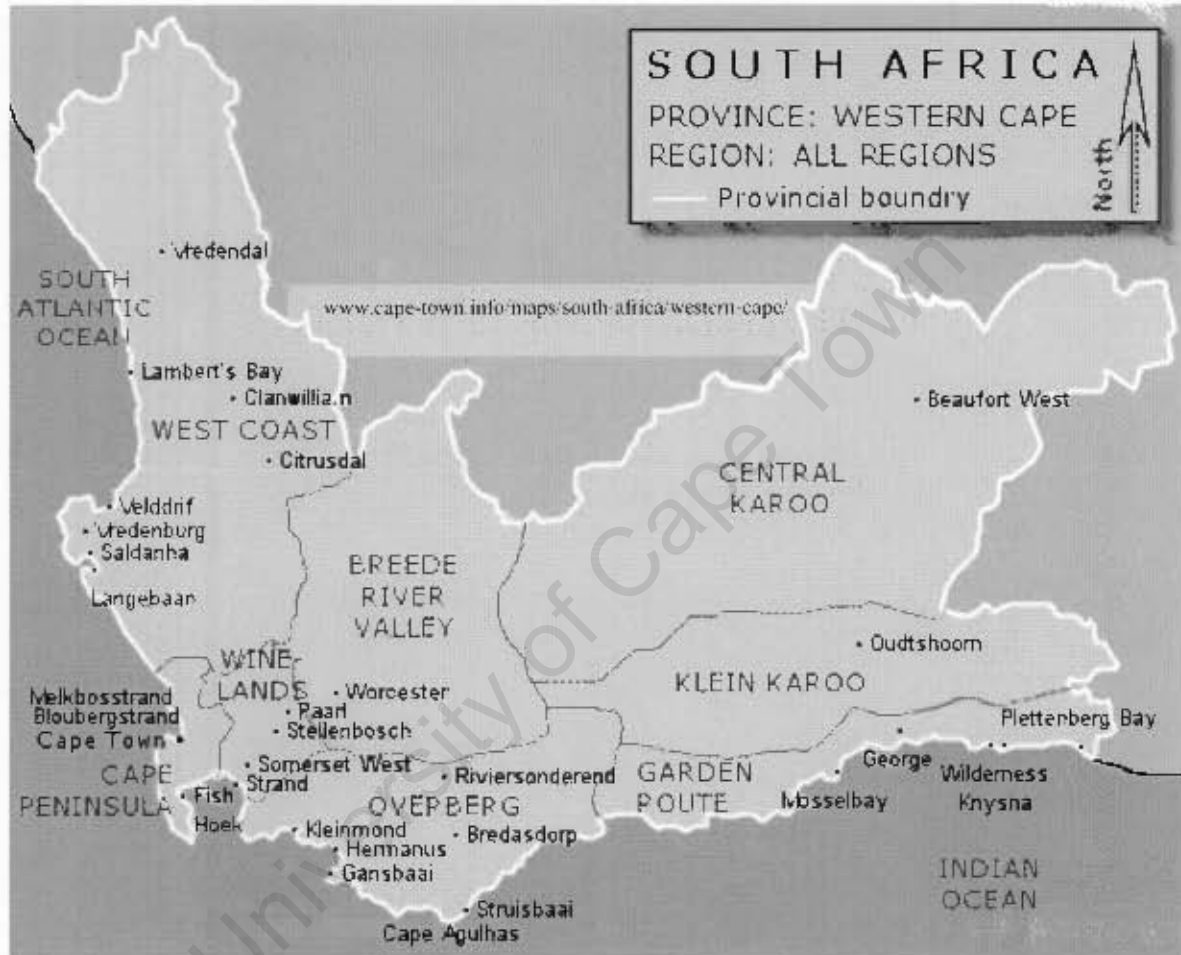 SOUTH AFRICA
PROVINCE: WESTERN CAPE
REGION: ALL REGIONS
Provincial boundry
North
Vredendal
SOUTH
ATLANTIC
OCEAN
www.cape-town.info/maps/south-africa/western-cape/
Lambert's Bay
Clanwilliam
Beaufort West
WEST COAST
Citrusdal
CENTRAL
KAROO
Velddrif
Vredenburg
Saldanha
Langebaan
BREEDE
RIVER
VALLEY
Oudtshoorn
WINE
LANDS
KLEIN KAROO
Melkbosstrand
Bloubergstrand
Cape Town
Worcester
Paarl
Stellenbosch
Plettenberg Bay
CAPE
PENINSULA
Somerset West
Strand
Fish
Hoek
Riviersonderend
OVERBERG
GARDEN
ROUTE
George
Wilderness
Mosselbay
Knysna
Kleinmond
Hermanus
Gansbaai
Bredasdorp
INDIAN
OCEAN
Struisbaai
Cape Agulhas
University of Cape Town